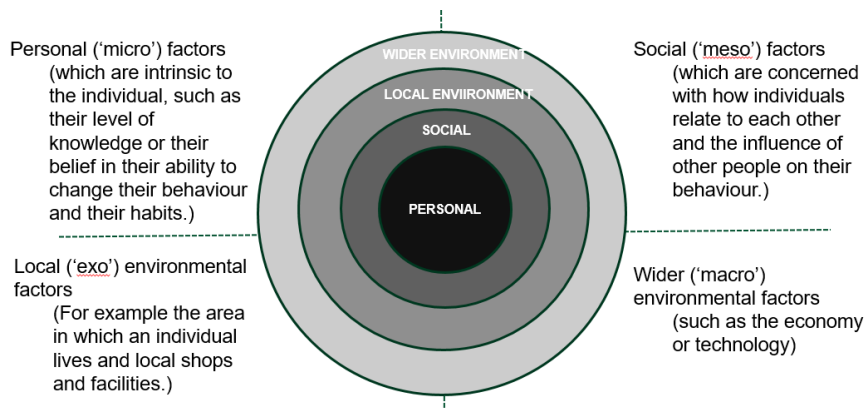 Personal (‘micro’) factors
(which are intrinsic to
the individual, such as
their level of
knowledge or their
belief in their ability to
change their behaviour
and their habits.)
WIDER ENVIRONMENT
LOCAL ENVIIRONMENT
SOCIAL
PERSONAL
Social (‘meso’) factors
(which are concerned
with how individuals
relate to each other
and the influence of
other people on their
behaviour.)
Local (‘exo’) environmental
factors
(For example the area
in which an individual
lives and local shops
and facilities.)
Wider (‘macro’)
environmental factors
(such as the economy
or technology)